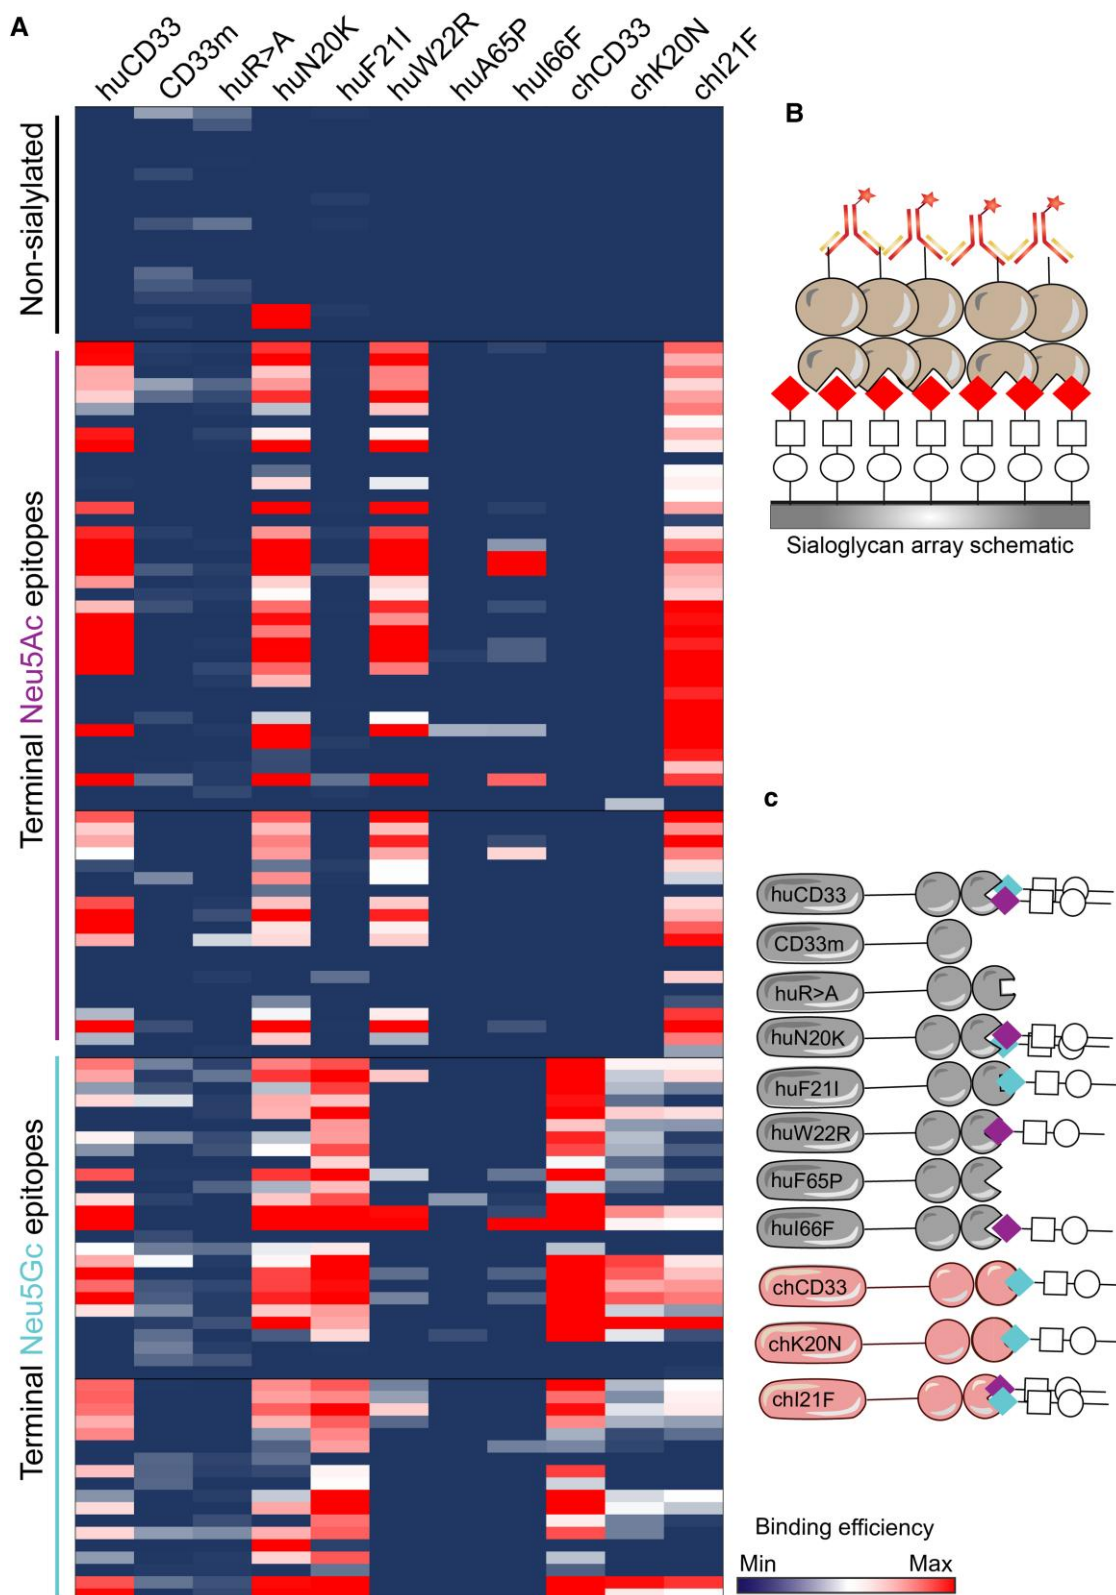 A
huCD33
CD33m
huR>A
huN20K
huF21I
huW22R
huA65P
huI66F
chCD33
chK20N
chI21F
Non-sialylated
Terminal Neu5Ac epitopes
Terminal Neu5Gc epitopes
B
Sialoglycan array schematic
c
huCD33
CD33m
huR>A
huN20K
huF21I
huW22R
huF65P
huI66F
chCD33
chK20N
chI21F
Binding efficiency
Min Max